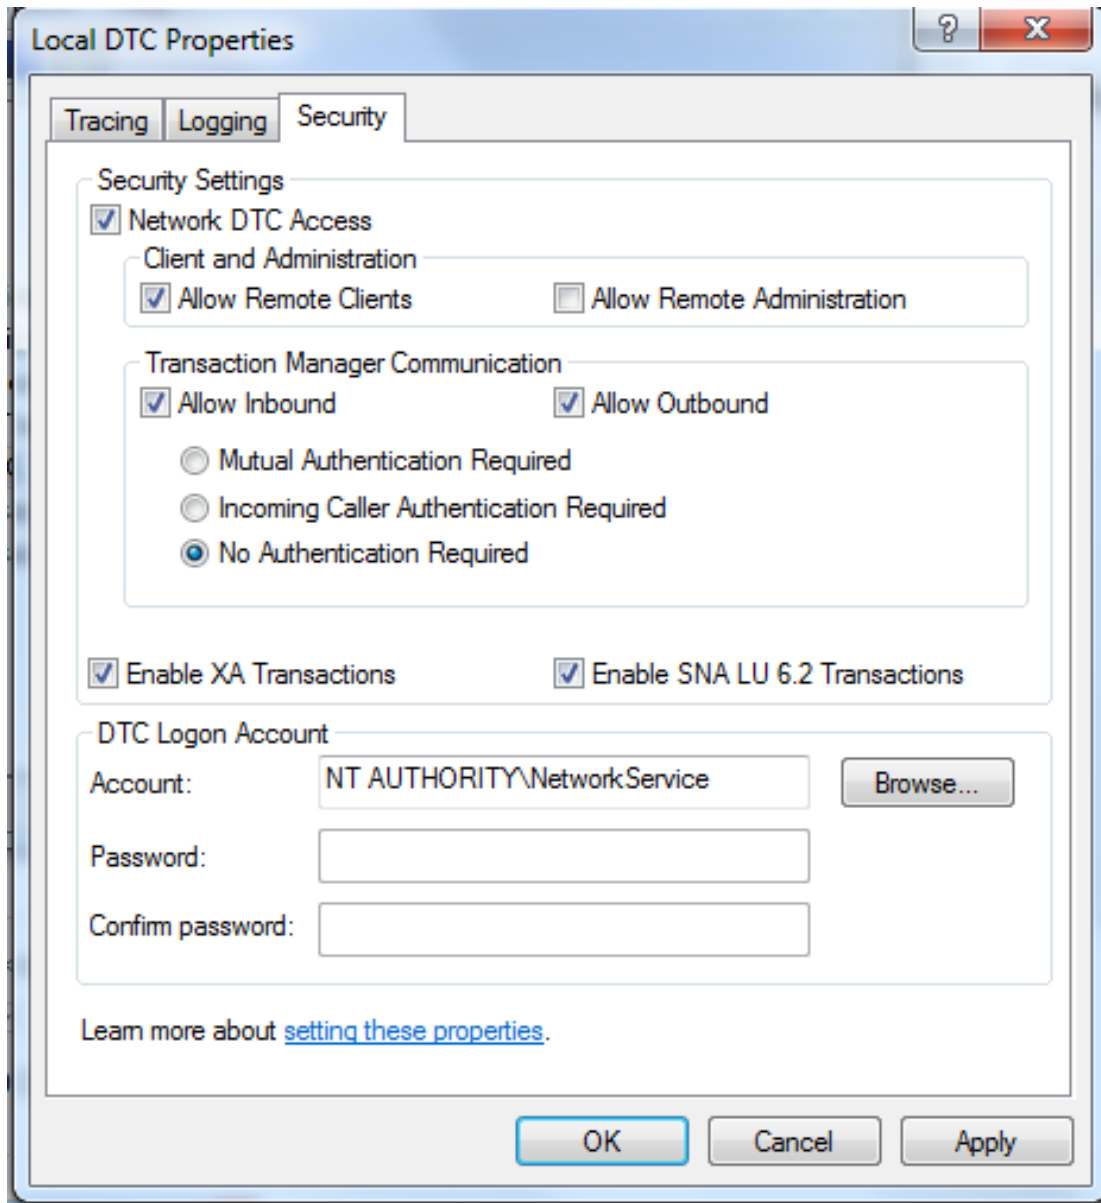 Local DTC Properties
?
Tracing Logging Security
Security Settings
Network DTC Access
Client and Administration
Allow Remote Clients Allow Remote Administration
Transaction Manager Communication
Allow Inbound Allow Outbound
Mutual Authentication Required
Incoming Caller Authentication Required
No Authentication Required
Enable XA Transactions Enable SNA LU 6.2 Transactions
DTC Logon Account
Account: NT AUTHORITY\NetworkService Browse...
Password:
Confirm password:
Learn more about setting these properties.
OK Cancel Apply